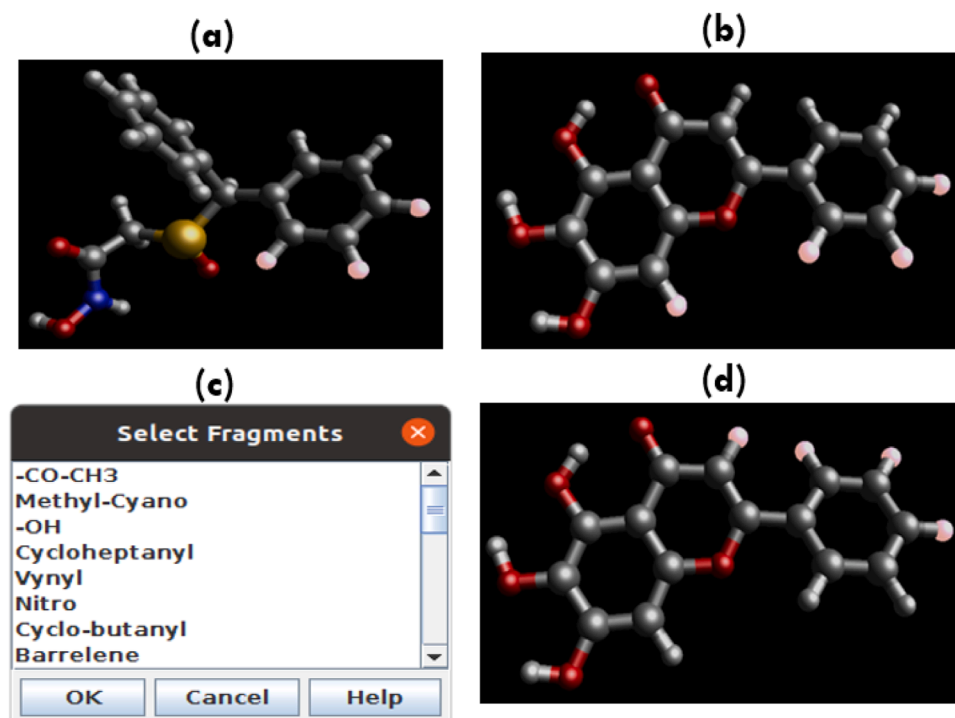 (a)
(b)
(c)
Select Fragments
-CO-CH3
Methyl-Cyano
-OH
Cycloheptanyl
Vynyl
Nitro
Cyclo-butanyl
Barrelene
OK
Cancel
Help
(d)